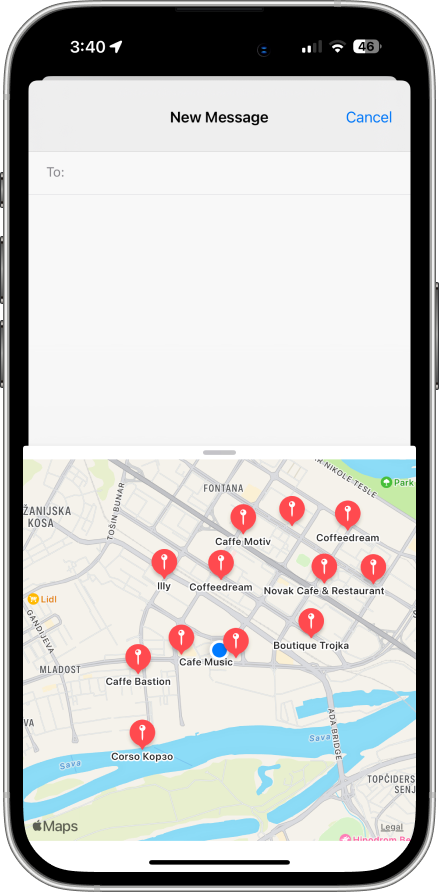 3:40
46
New Message
Cancel
To:
R NIKOLE TESLE
Park
FONTANA
ŽANIJSKA
KOSA
TOŠIN BUNAR
Caffe Motiv
Coffeedream
Illy
Coffeedream
Novak Cafe & Restaurant
Lidl
GANDIJEVA
Boutique Trojka
MLADOST
Cafe Music
Caffe Bastion
VA
ADA BRIDGE
Sava
Corso Корзо
Sava
TOPČIDERS
SENJ
Maps
Legal
Hipodrom Be